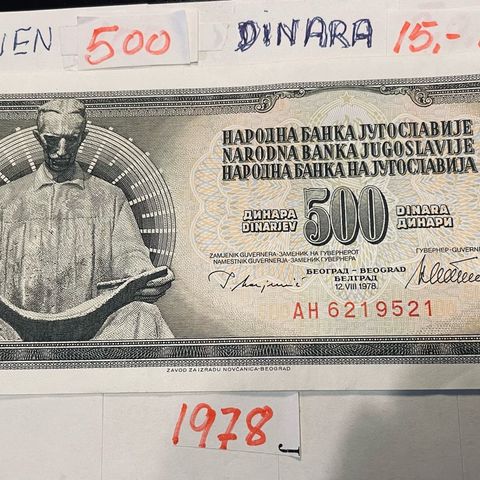 500 DINARA 15,-
НАРОДНА БАНКА ЈУГОСЛАВИЈЕ
NARODNA BANKA JUGOSLAVIJE
НАРОДНА БАНКА НА ЈУГОСЛАВИЈА
ДИНАРА DINARJEV 500 DINARA ДИНАРИ
ЗАМЈЕНИК ГУВЕРНЕРА-ЗАМЕНИК НА ГУВЕРНЕРОТ
NAMESTNIK GUVERNERJA-ЗАМЕНИК ГУВЕРНЕРА
ГУВЕРНЕР-GUVERNE
БЕОГРАД - BEOGRAD
БЕЛГРАД
12.VIII 1978.
AH 6219521
ZAVOD ZA IZRADU NOVČANICA-BEOGRAD
1978